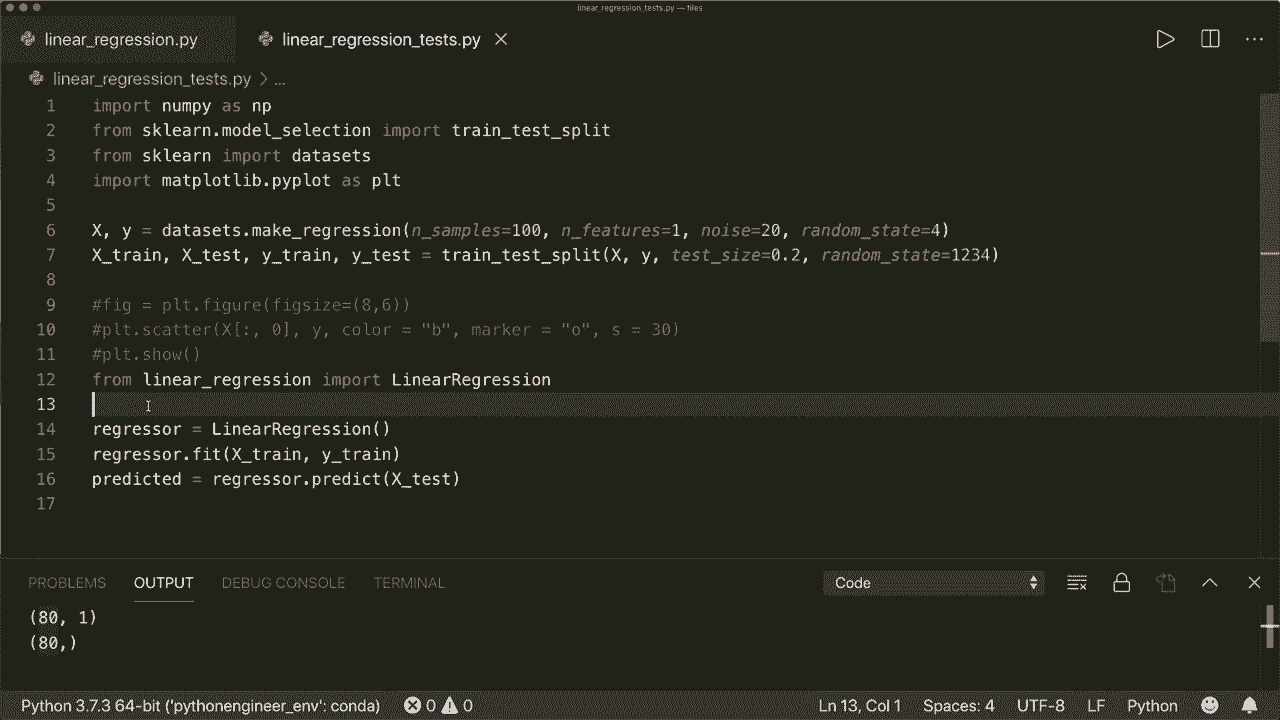 linear_regression_tests.py — files
linear_regression.py
linear_regression_tests.py
linear_regression_tests.py > ...
1 import numpy as np
2 from sklearn.model_selection import train_test_split
3 from sklearn import datasets
4 import matplotlib.pyplot as plt
5
6 X, y = datasets.make_regression(n_samples=100, n_features=1, noise=20, random_state=4)
7 X_train, X_test, y_train, y_test = train_test_split(X, y, test_size=0.2, random_state=1234)
8
9 #fig = plt.figure(figsize=(8,6))
10 #plt.scatter(X[:, 0], y, color = "b", marker = "o", s = 30)
11 #plt.show()
12 from linear_regression import LinearRegression
13
14 regressor = LinearRegression()
15 regressor.fit(X_train, y_train)
16 predicted = regressor.predict(X_test)
17
PROBLEMS OUTPUT DEBUG CONSOLE TERMINAL Code
(80, 1)
(80,)
Python 3.7.3 64-bit ('pythonengineer_env': conda) 0 0 Ln 13, Col 1 Spaces: 4 UTF-8 LF Python